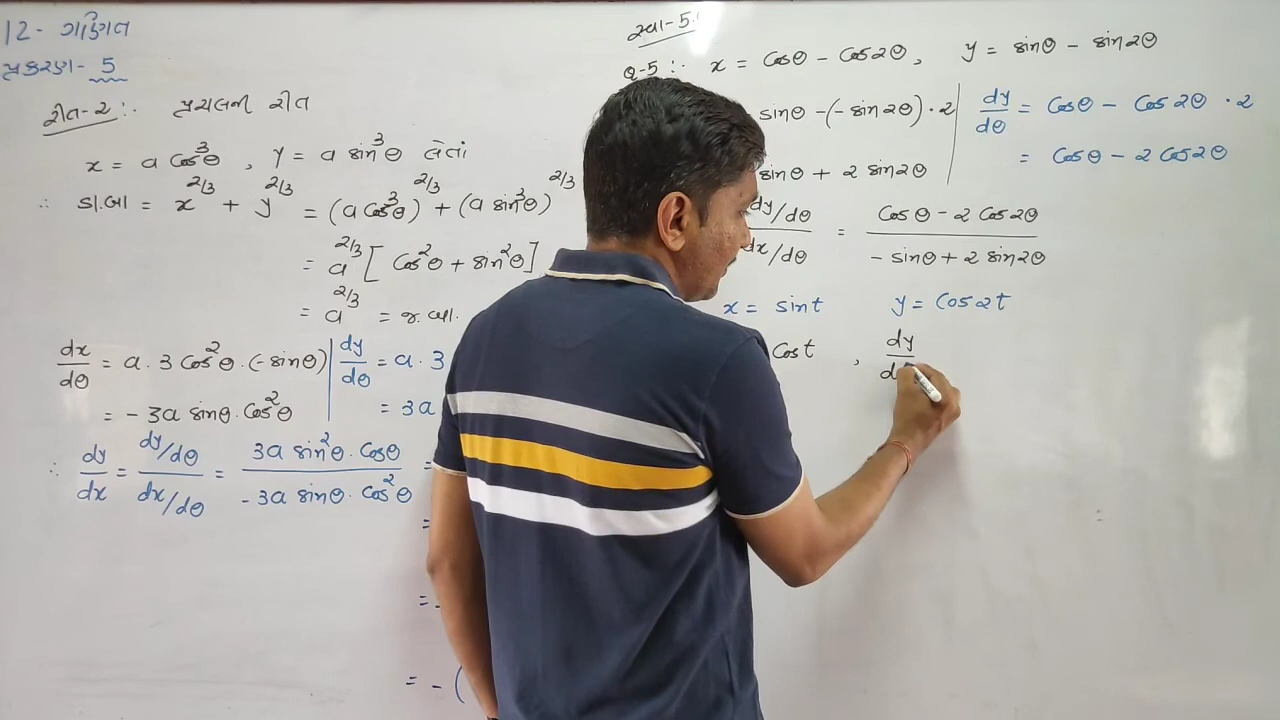 12- ગણિત
પ્રકરણ- 5
રીત-2 :. પ્રચલની રીત
x = a cos³θ , y = a sin³θ લેતાં
∴ ડા.બા = x^2/3 + y^2/3 = (a cos³θ)^2/3 + (a sin³θ)^2/3
= a^2/3 [ cos²θ + sin²θ ]
= a^2/3 = જ.બા.
dx/dθ = a · 3 cos²θ · (- sinθ) | dy/dθ = a · 3
= - 3a sinθ · cos²θ | = 3a
∴ dy/dx = dy/dθ / dx/dθ = 3a sin²θ · cosθ / - 3a sinθ · cos²θ =
=
=
= - (
સ્વા-5.
Q-5 :. x = cosθ - cos2θ , y = sinθ - sin2θ
sinθ - (- sin2θ) · 2 | dy/dθ = cosθ - cos2θ · 2
sinθ + 2 sin2θ | = cosθ - 2 cos2θ
dy/dθ / dx/dθ = cosθ - 2 cos2θ / - sinθ + 2 sin2θ
x = sint y = cos2t
cost , dy/d